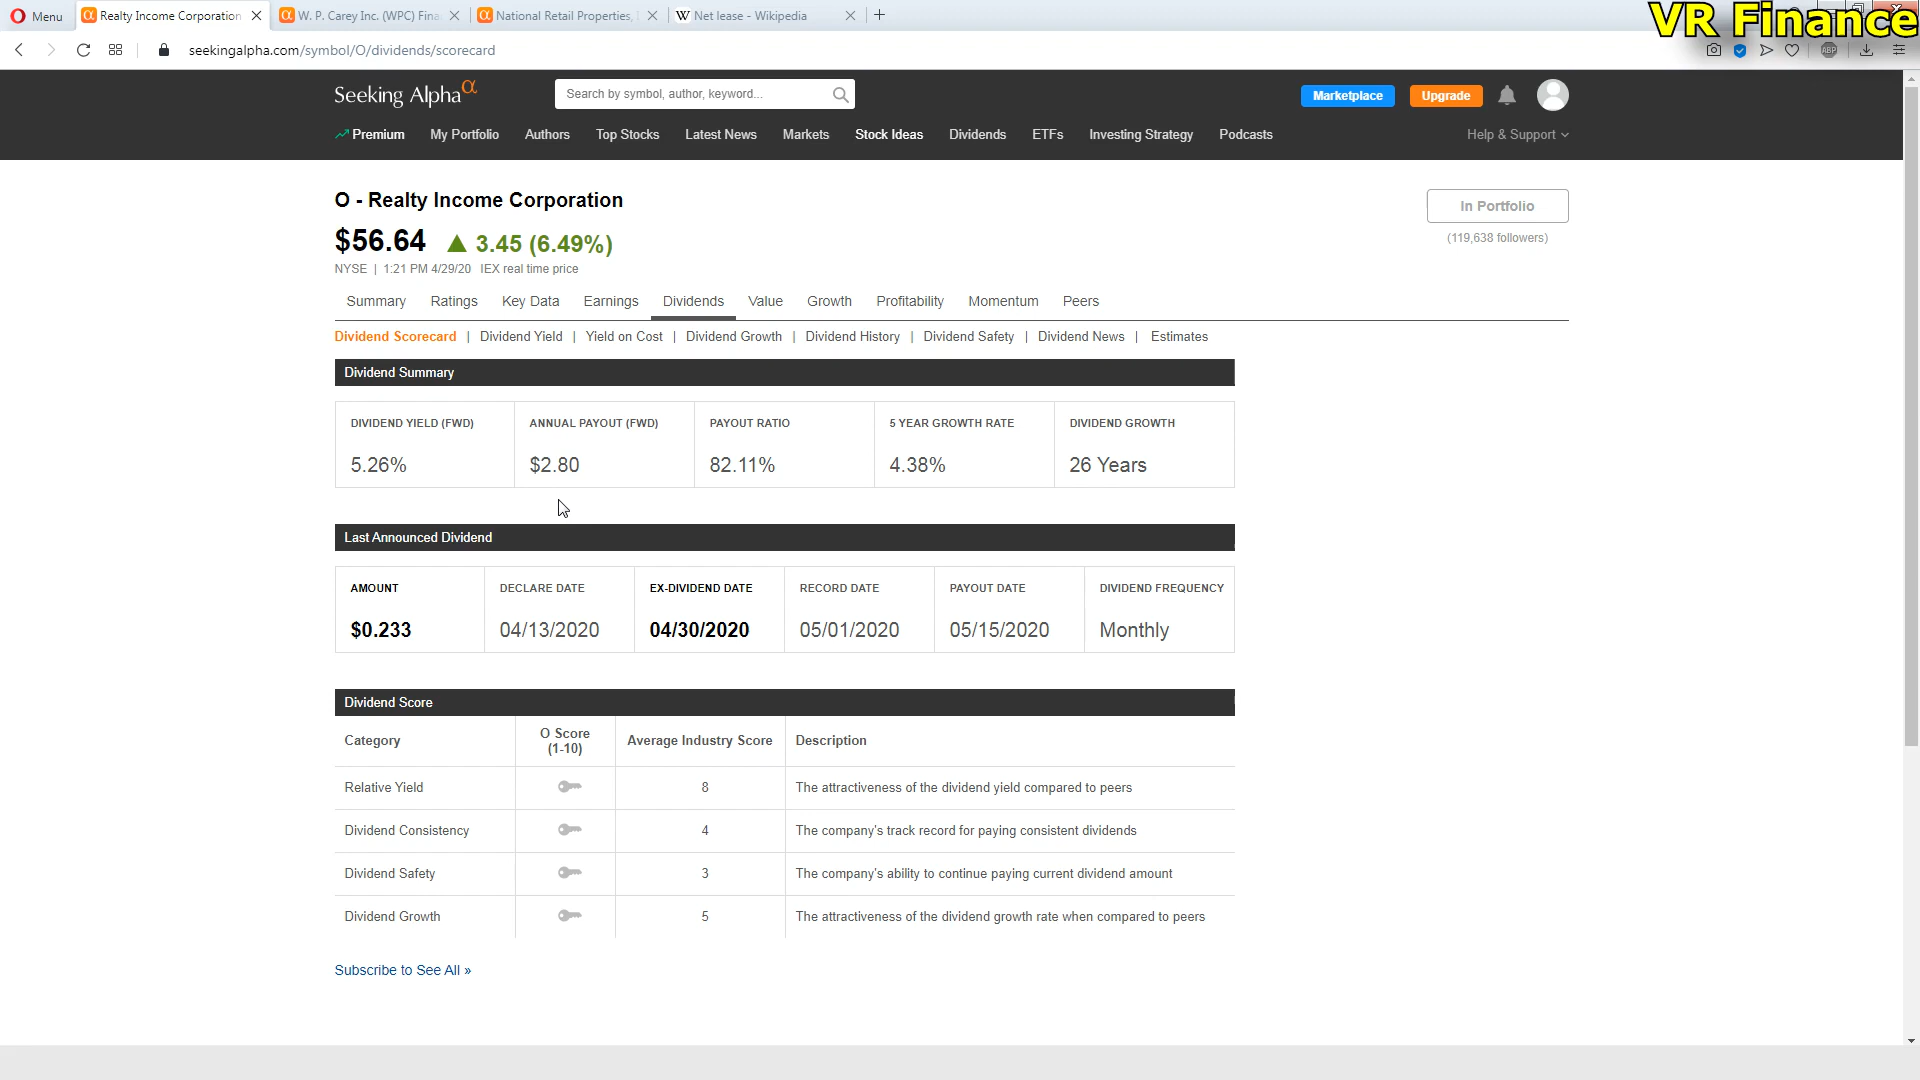 VR Finance
Menu
Realty Income Corporation
W. P. Carey Inc. (WPC) Fina
National Retail Properties,
W Net lease - Wikipedia
seekingalpha.com/symbol/O/dividends/scorecard
ABP
Seeking Alpha α
Search by symbol, author, keyword...
Marketplace
Upgrade
Premium My Portfolio Authors Top Stocks Latest News Markets Stock Ideas Dividends ETFs Investing Strategy Podcasts Help & Support
O - Realty Income Corporation
In Portfolio
(119,638 followers)
$56.64 ▲ 3.45 (6.49%)
NYSE | 1:21 PM 4/29/20 IEX real time price
Summary Ratings Key Data Earnings Dividends Value Growth Profitability Momentum Peers
Dividend Scorecard | Dividend Yield | Yield on Cost | Dividend Growth | Dividend History | Dividend Safety | Dividend News | Estimates
Dividend Summary
DIVIDEND YIELD (FWD) ANNUAL PAYOUT (FWD) PAYOUT RATIO 5 YEAR GROWTH RATE DIVIDEND GROWTH
5.26% $2.80 82.11% 4.38% 26 Years
Last Announced Dividend
AMOUNT DECLARE DATE EX-DIVIDEND DATE RECORD DATE PAYOUT DATE DIVIDEND FREQUENCY
$0.233 04/13/2020 04/30/2020 05/01/2020 05/15/2020 Monthly
Dividend Score
Category O Score (1-10) Average Industry Score Description
Relative Yield 8 The attractiveness of the dividend yield compared to peers
Dividend Consistency 4 The company's track record for paying consistent dividends
Dividend Safety 3 The company's ability to continue paying current dividend amount
Dividend Growth 5 The attractiveness of the dividend growth rate when compared to peers
Subscribe to See All »